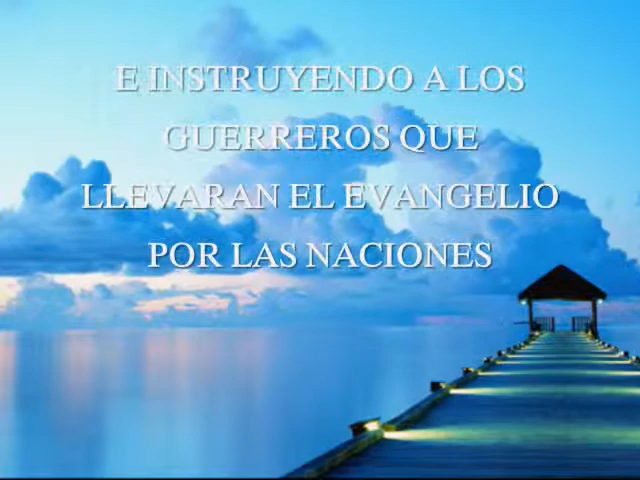 E INSTRUYENDO A LOS
GUERREROS QUE
LLEVARAN EL EVANGELIO
POR LAS NACIONES